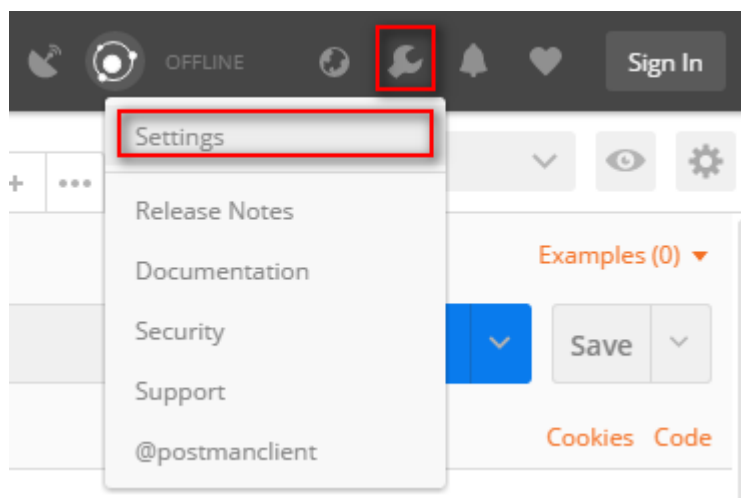 OFFLINE
Sign In
Settings
Release Notes
Documentation
Security
Support
@postmanclient
Examples (0)
Save
Cookies Code